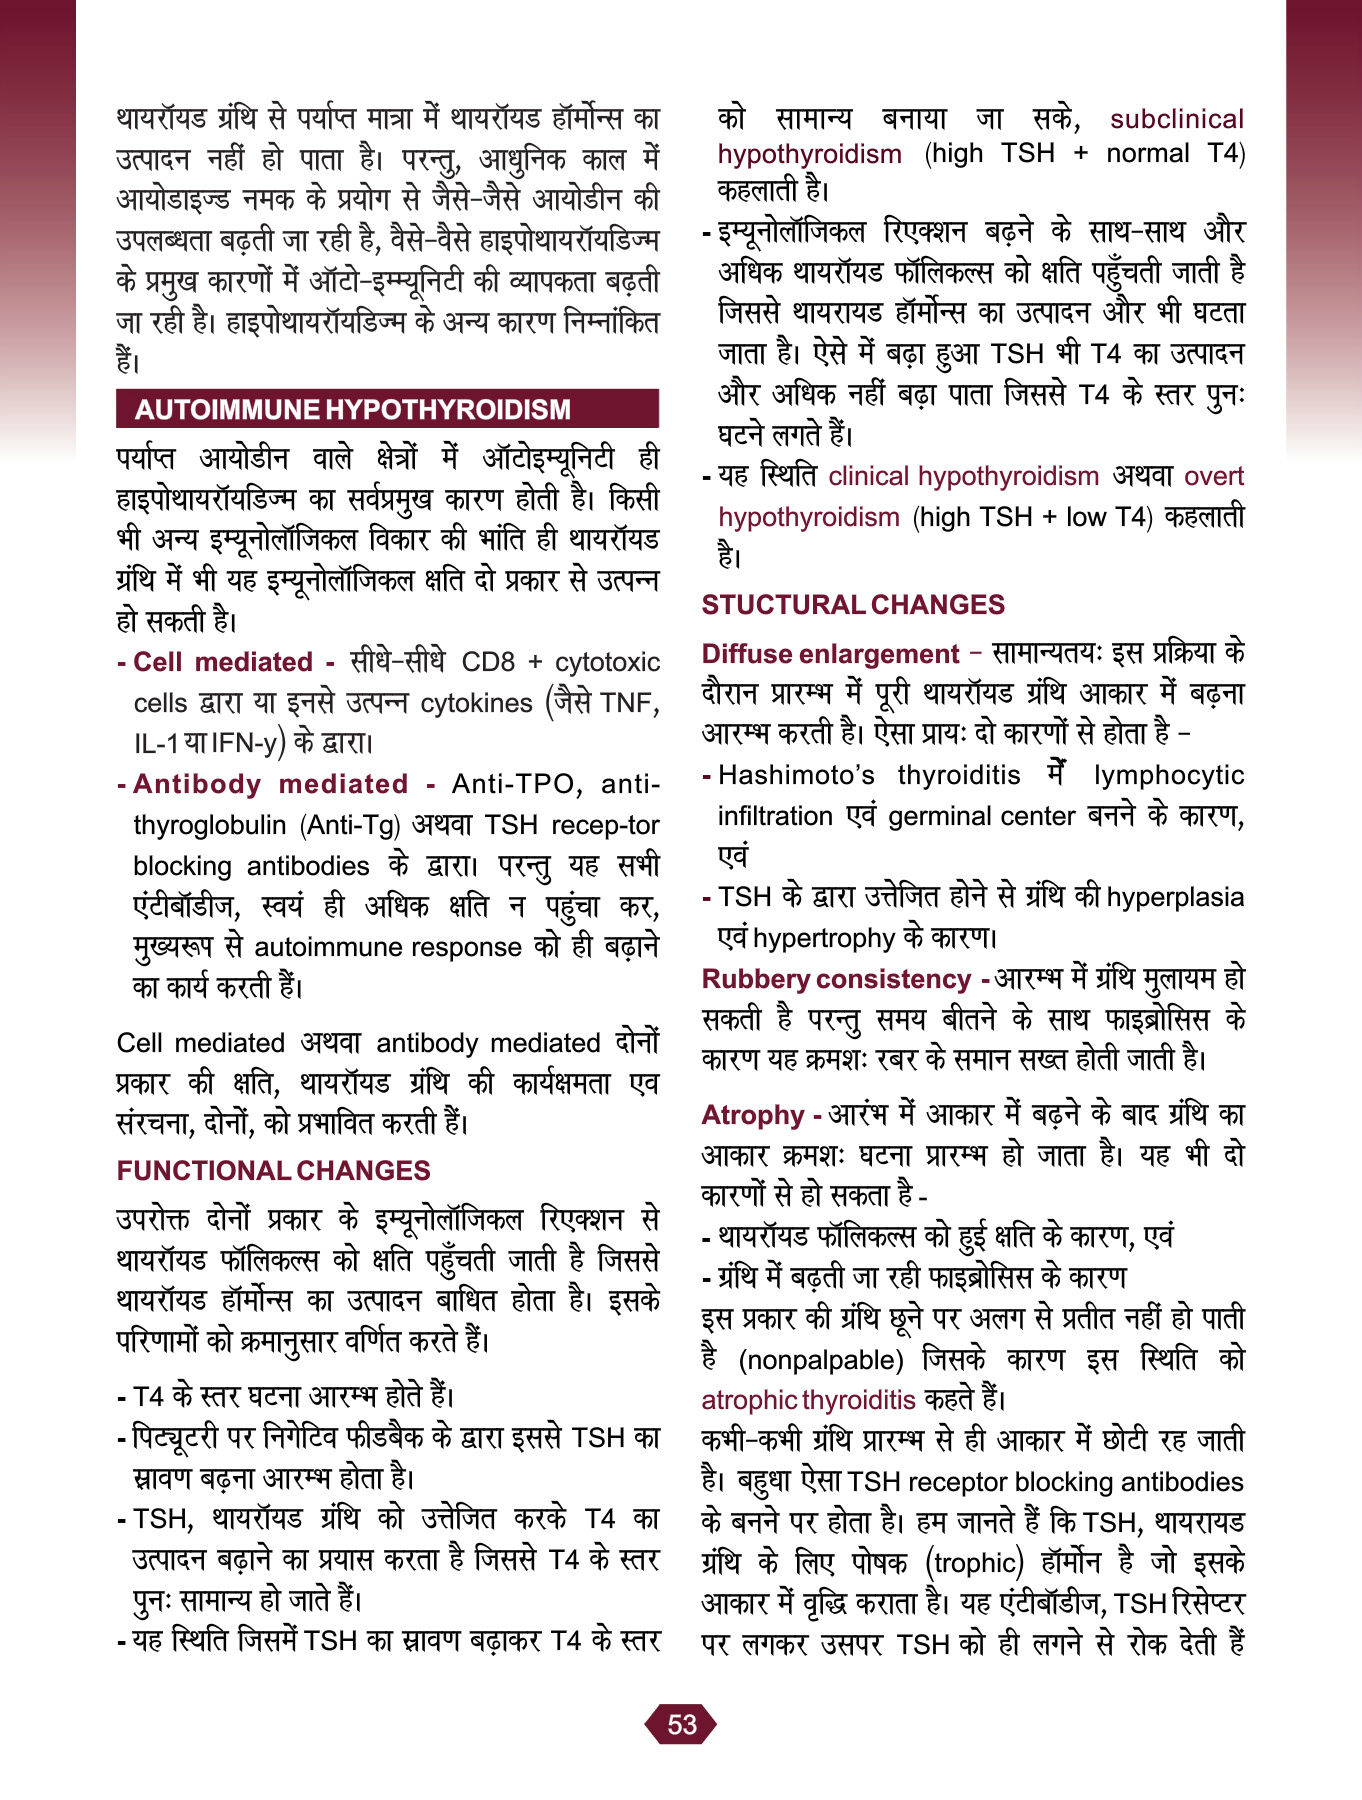 थायरॉयड ग्रंथि से पर्याप्त मात्रा में थायरॉयड हॉर्मोन्स का
उत्पादन नहीं हो पाता है। परन्तु, आधुनिक काल में
आयोडाइज्ड नमक के प्रयोग से जैसे-जैसे आयोडीन की
उपलब्धता बढ़ती जा रही है, वैसे-वैसे हाइपोथायरॉयडिज्म
के प्रमुख कारणों में ऑटो-इम्म्यूनिटी की व्यापकता बढ़ती
जा रही है। हाइपोथायरॉयडिज्म के अन्य कारण निम्नांकित
हैं।
AUTOIMMUNE HYPOTHYROIDISM
पर्याप्त आयोडीन वाले क्षेत्रों में ऑटोइम्यूनिटी ही
हाइपोथायरॉयडिज्म का सर्वप्रमुख कारण होती है। किसी
भी अन्य इम्यूनोलॉजिकल विकार की भांति ही थायरॉयड
ग्रंथि में भी यह इम्यूनोलॉजिकल क्षति दो प्रकार से उत्पन्न
हो सकती है।
- Cell mediated - सीधे-सीधे CD8 + cytotoxic
cells द्वारा या इनसे उत्पन्न cytokines (जैसे TNF,
IL-1 या IFN-y) के द्वारा।
- Antibody mediated - Anti-TPO, anti-
thyroglobulin (Anti-Tg) अथवा TSH recep-tor
blocking antibodies के द्वारा। परन्तु यह सभी
एंटीबॉडीज, स्वयं ही अधिक क्षति न पहुंचा कर,
मुख्यरूप से autoimmune response को ही बढ़ाने
का कार्य करती हैं।
Cell mediated अथवा antibody mediated दोनों
प्रकार की क्षति, थायरॉयड ग्रंथि की कार्यक्षमता एव
संरचना, दोनों, को प्रभावित करती हैं।
FUNCTIONAL CHANGES
उपरोक्त दोनों प्रकार के इम्यूनोलॉजिकल रिएक्शन से
थायरॉयड फॉलिकल्स को क्षति पहुँचती जाती है जिससे
थायरॉयड हॉर्मोन्स का उत्पादन बाधित होता है। इसके
परिणामों को क्रमानुसार वर्णित करते हैं।
- T4 के स्तर घटना आरम्भ होते हैं।
- पिट्यूटरी पर निगेटिव फीडबैक के द्वारा इससे TSH का
स्रावण बढ़ना आरम्भ होता है।
- TSH, थायरॉयड ग्रंथि को उत्तेजित करके T4 का
उत्पादन बढ़ाने का प्रयास करता है जिससे T4 के स्तर
पुनः सामान्य हो जाते हैं।
- यह स्थिति जिसमें TSH का स्रावण बढ़ाकर T4 के स्तर
को सामान्य बनाया जा सके, subclinical
hypothyroidism (high TSH + normal T4)
कहलाती है।
- इम्यूनोलॉजिकल रिएक्शन बढ़ने के साथ-साथ और
अधिक थायरॉयड फॉलिकल्स को क्षति पहुँचती जाती है
जिससे थायरायड हॉर्मोन्स का उत्पादन और भी घटता
जाता है। ऐसे में बढ़ा हुआ TSH भी T4 का उत्पादन
और अधिक नहीं बढ़ा पाता जिससे T4 के स्तर पुनः
घटने लगते हैं।
- यह स्थिति clinical hypothyroidism अथवा overt
hypothyroidism (high TSH + low T4) कहलाती
है।
STUCTURAL CHANGES
Diffuse enlargement - सामान्यतयः इस प्रक्रिया के
दौरान प्रारम्भ में पूरी थायरॉयड ग्रंथि आकार में बढ़ना
आरम्भ करती है। ऐसा प्रायः दो कारणों से होता है -
- Hashimoto's thyroiditis में lymphocytic
infiltration एवं germinal center बनने के कारण,
एवं
- TSH के द्वारा उत्तेजित होने से ग्रंथि की hyperplasia
एवं hypertrophy के कारण।
Rubbery consistency - आरम्भ में ग्रंथि मुलायम हो
सकती है परन्तु समय बीतने के साथ फाइब्रोसिस के
कारण यह क्रमशः रबर के समान सख्त होती जाती है।
Atrophy - आरंभ में आकार में बढ़ने के बाद ग्रंथि का
आकार क्रमशः घटना प्रारम्भ हो जाता है। यह भी दो
कारणों से हो सकता है -
- थायरॉयड फॉलिकल्स को हुई क्षति के कारण, एवं
- ग्रंथि में बढ़ती जा रही फाइब्रोसिस के कारण
इस प्रकार की ग्रंथि छूने पर अलग से प्रतीत नहीं हो पाती
है (nonpalpable) जिसके कारण इस स्थिति को
atrophic thyroiditis कहते हैं।
कभी-कभी ग्रंथि प्रारम्भ से ही आकार में छोटी रह जाती
है। बहुधा ऐसा TSH receptor blocking antibodies
के बनने पर होता है। हम जानते हैं कि TSH, थायरायड
ग्रंथि के लिए पोषक (trophic) हॉर्मोन है जो इसके
आकार में वृद्धि कराता है। यह एंटीबॉडीज, TSH रिसेप्टर
पर लगकर उसपर TSH को ही लगने से रोक देती हैं
53